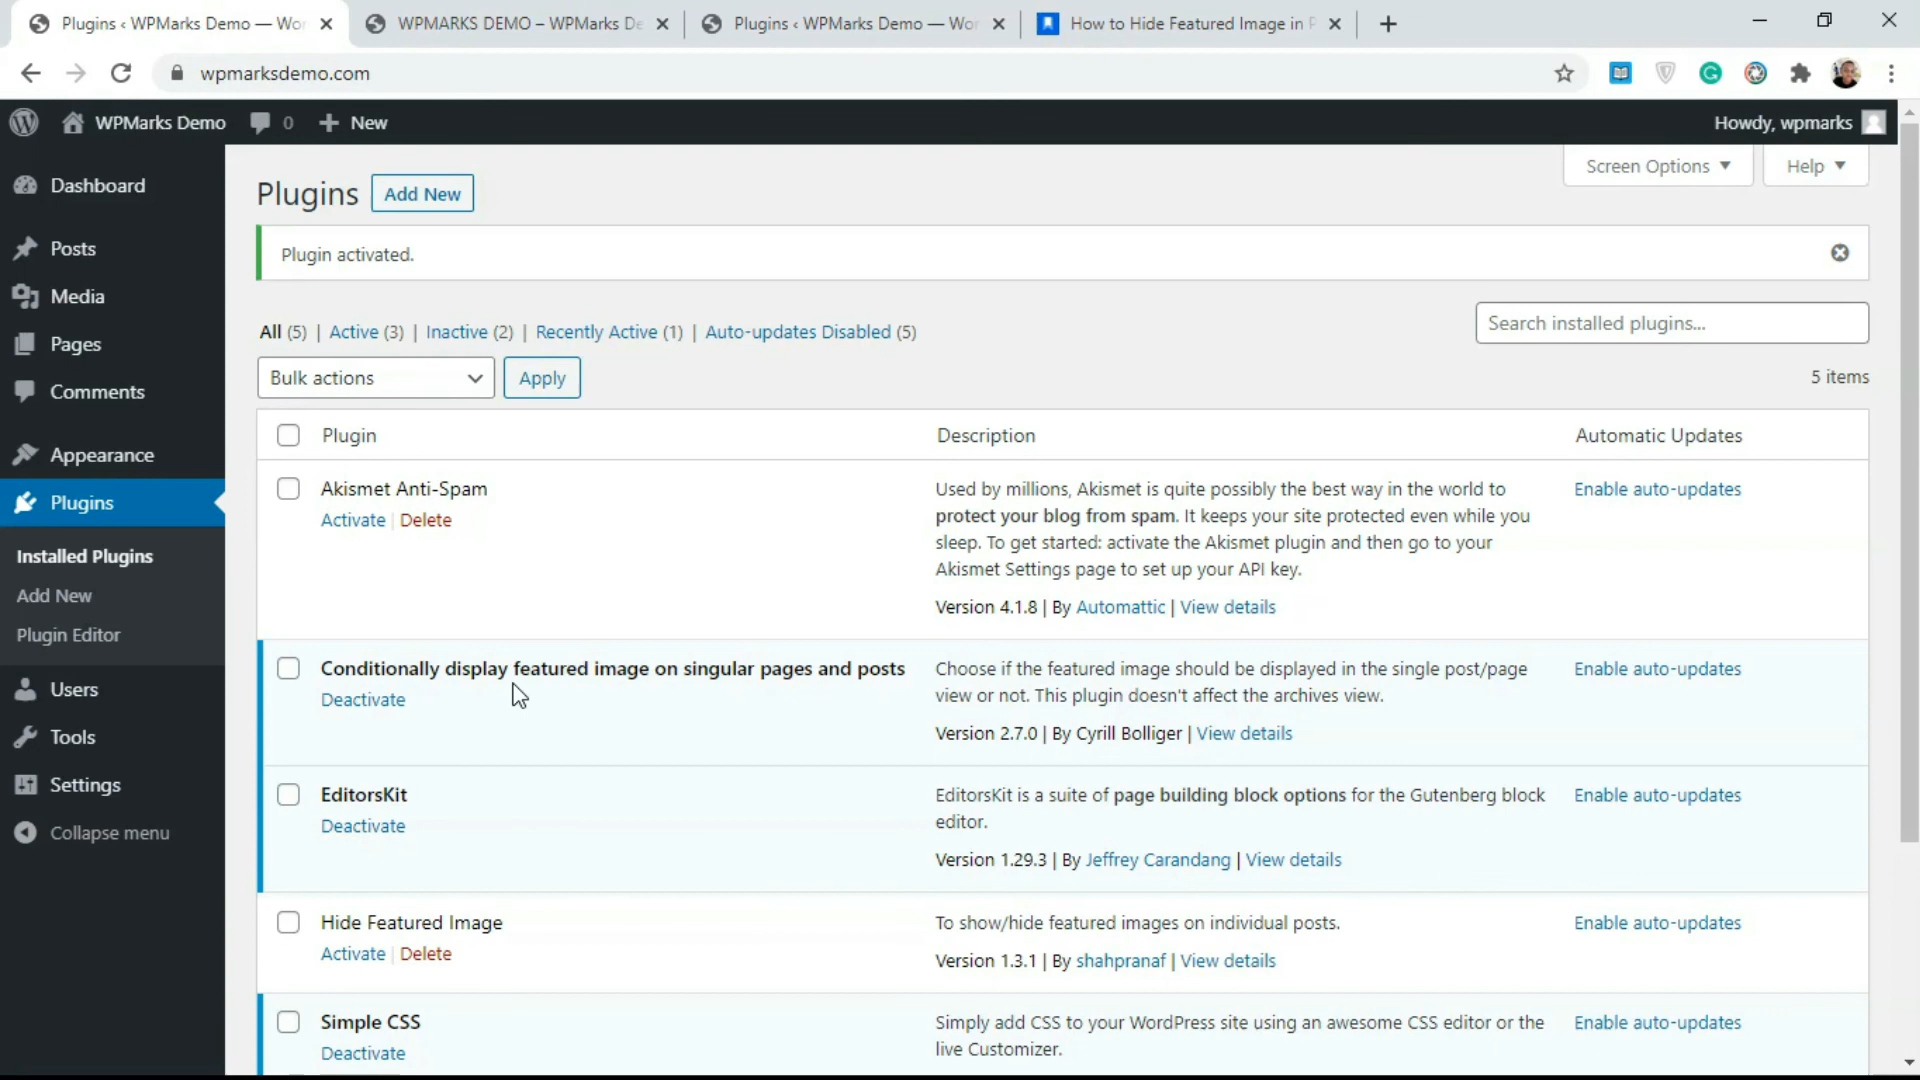 Plugins ‹ WPMarks Demo — Wor
WPMARKS DEMO – WPMarks De
Plugins ‹ WPMarks Demo — Wor
How to Hide Featured Image in P
wpmarksdemo.com
WPMarks Demo
0
New
Howdy, wpmarks
Dashboard
Posts
Media
Pages
Comments
Appearance
Plugins
Installed Plugins
Add New
Plugin Editor
Users
Tools
Settings
Collapse menu
Screen Options
Help
Plugins
Add New
Plugin activated.
All (5) | Active (3) | Inactive (2) | Recently Active (1) | Auto-updates Disabled (5)
Search installed plugins...
Bulk actions
Apply
5 items
Plugin
Description
Automatic Updates
Akismet Anti-Spam
Activate | Delete
Used by millions, Akismet is quite possibly the best way in the world to
protect your blog from spam. It keeps your site protected even while you
sleep. To get started: activate the Akismet plugin and then go to your
Akismet Settings page to set up your API key.
Version 4.1.8 | By Automattic | View details
Enable auto-updates
Conditionally display featured image on singular pages and posts
Deactivate
Choose if the featured image should be displayed in the single post/page
view or not. This plugin doesn't affect the archives view.
Version 2.7.0 | By Cyrill Bolliger | View details
Enable auto-updates
EditorsKit
Deactivate
EditorsKit is a suite of page building block options for the Gutenberg block
editor.
Version 1.29.3 | By Jeffrey Carandang | View details
Enable auto-updates
Hide Featured Image
Activate | Delete
To show/hide featured images on individual posts.
Version 1.3.1 | By shahpranaf | View details
Enable auto-updates
Simple CSS
Deactivate
Simply add CSS to your WordPress site using an awesome CSS editor or the
live Customizer.
Enable auto-updates